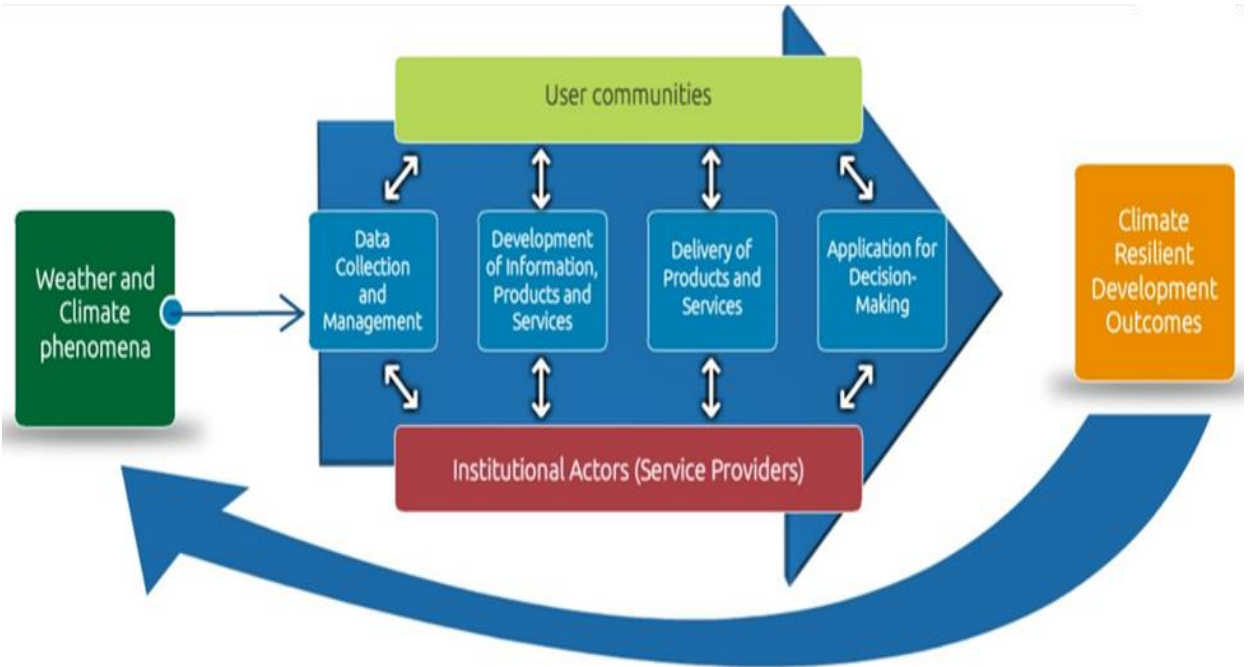 User communities
Weather and
Climate
phenomena
Data
Collection
and
Management
Development
of Information,
Products and
Services
Delivery of
Products and
Services
Application for
Decision-
Making
Climate
Resilient
Development
Outcomes
Institutional Actors (Service Providers)